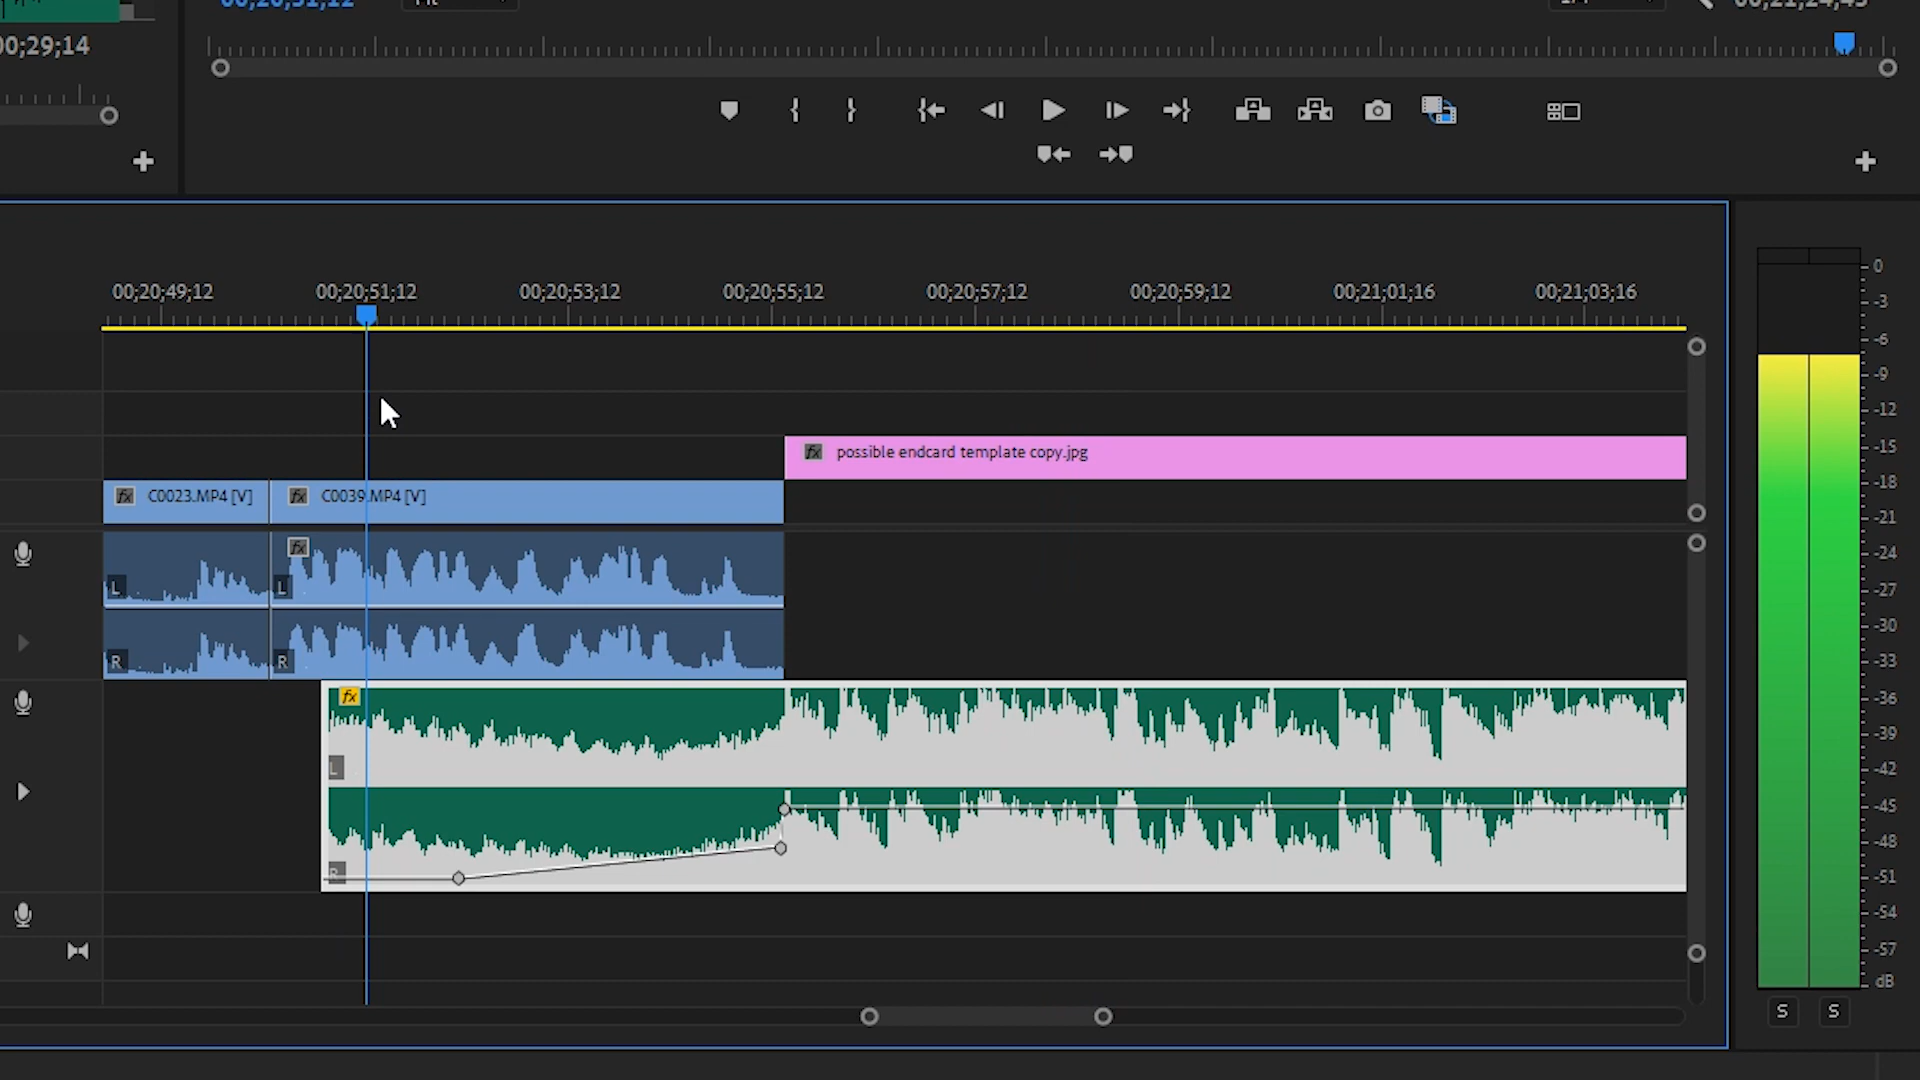 00;20;51;12
Fit
1/4
00;21;24;45
00;29;14
00;20;49;12 00;20;51;12 00;20;53;12 00;20;55;12 00;20;57;12 00;20;59;12 00;21;01;16 00;21;03;16
0
-3
-6
-9
-12
-15
-18
-21
-24
-27
-30
-33
-36
-39
-42
-45
-48
-51
-54
-57
dB
fx possible endcard template copy.jpg
fx C0023.MP4 [V] fx C0039.MP4 [V]
fx
L L
R R
fx
L
R
S S